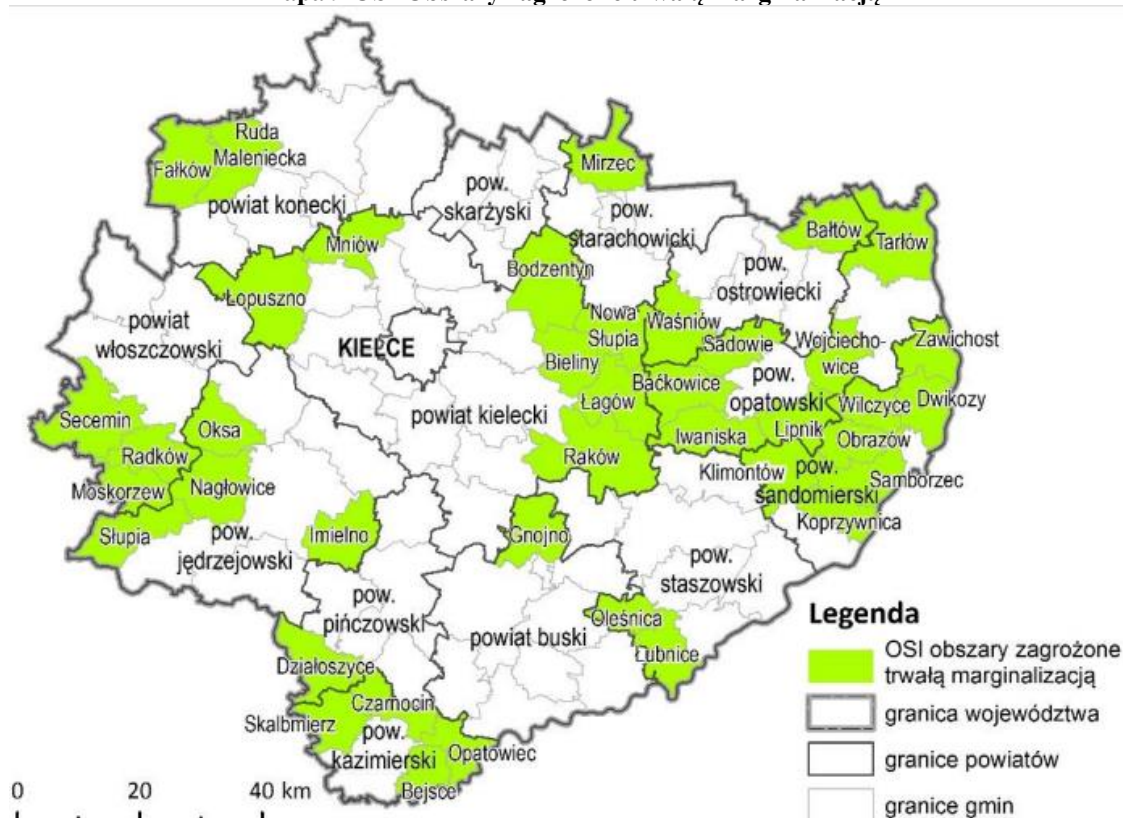 Ruda
Maleniecka
Fałków
Mirzec
pow.
skarżyski
powiat konecki
pow.
starachowicki
Mniów
Bałtów
Tarłów
Bodzentyn
pow.
ostrowiecki
Łopuszno
powiat
włoszczowski
KIELCE
Nowa
Słupia
Waśniów
Sadowie
Wojciecho-
wice
Zawichost
Bieliny
Baćkowice
pow.
opatowski
powiat kielecki
Łagów
Wilczyce
Dwikozy
Secemin
Oksa
Iwaniska
Lipnik
Obrazów
Radków
Raków
Klimontów
pow.
sandomierski
Samborzec
Moskorzew
Nagłowice
Koprzywnica
Słupia
pow.
jędrzejowski
Imielno
Gnojno
pow.
staszowski
pow.
pińczowski
powiat buski
Oleśnica
Łubnice
Działoszyce
Czarnocin
Skalbmierz
pow.
kazimierski
Opatowiec
Bejsce
Legenda
OSI obszary zagrożone
trwałą marginalizacją
granica województwa
granice powiatów
granice gmin
0 20 40 km